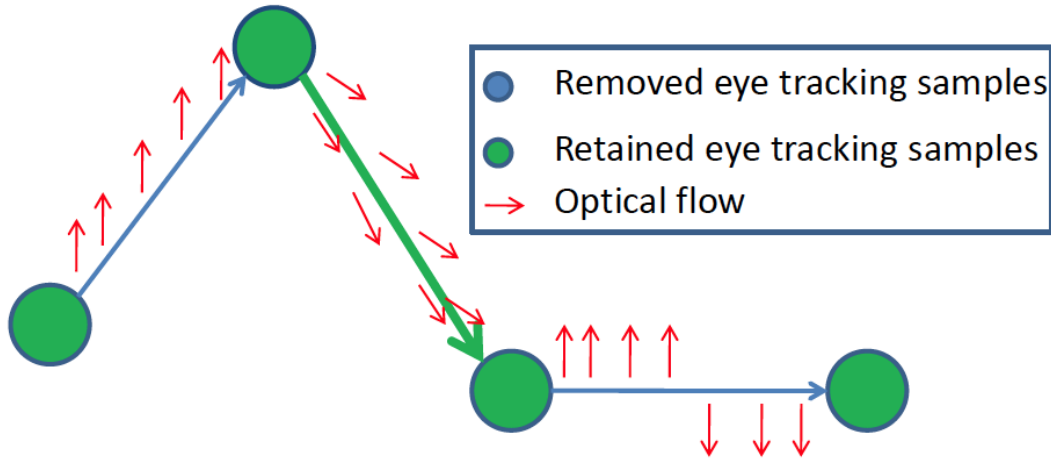 Removed eye tracking samples
Retained eye tracking samples
Optical flow